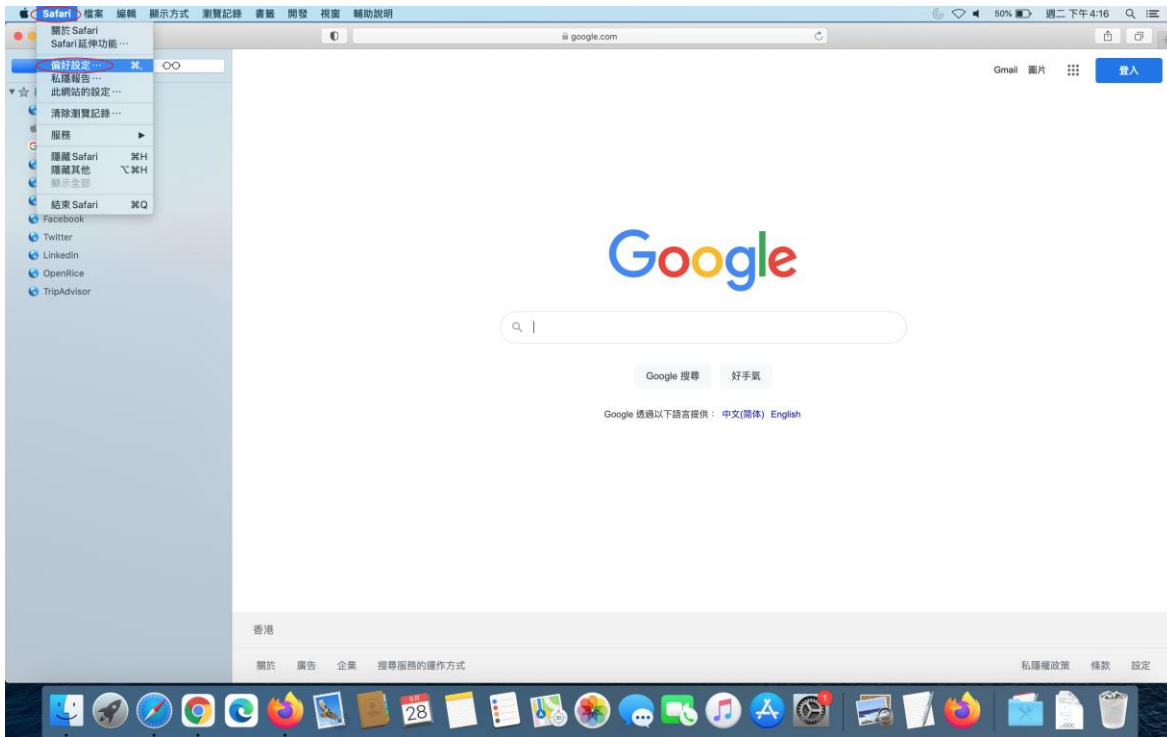 Safari 檔案 編輯 顯示方式 瀏覽記錄 書籤 開發 視窗 輔助說明 50% 週二 下午4:16
google.com
關於 Safari
Safari 延伸功能…
偏好設定… ⌘,
私隱報告…
此網站的設定…
清除瀏覽記錄…
服務
隱藏 Safari ⌘H
隱藏其他 ⌥⌘H
顯示全部
結束 Safari ⌘Q
Facebook
Twitter
LinkedIn
OpenRice
TripAdvisor
Gmail 圖片 登入
Google
Google 搜尋 好手氣
Google 透過以下語言提供： 中文(简体) English
香港
關於 廣告 企業 搜尋服務的運作方式 私隱權政策 條款 設定
9月
28
1